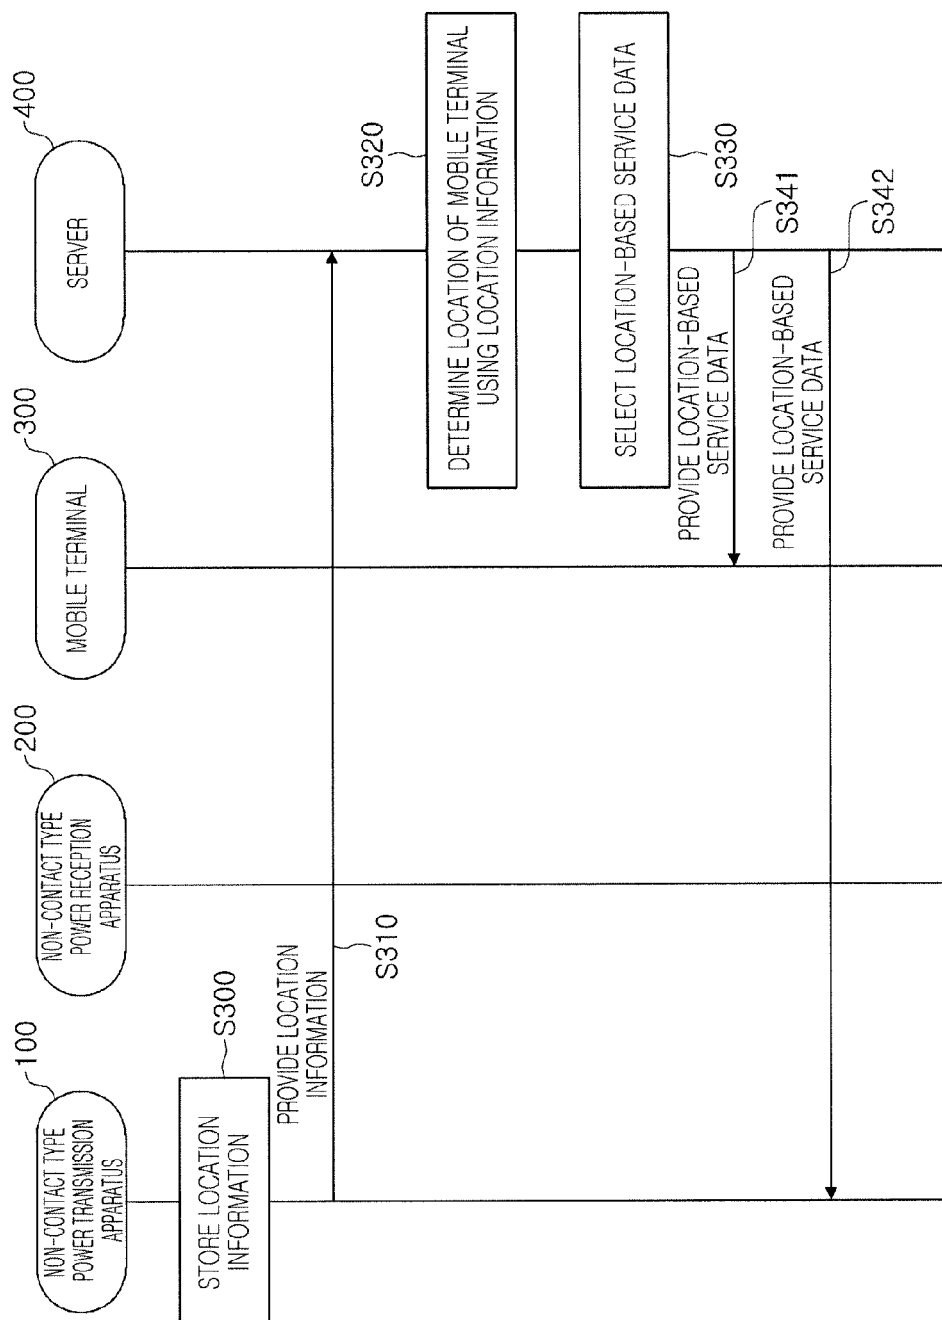 100
NON-CONTACT TYPE
POWER TRANSMISSION
APPARATUS
200
NON-CONTACT TYPE
POWER RECEPTION
APPARATUS
300
MOBILE TERMINAL
400
SERVER
STORE LOCATION
INFORMATION
S300
PROVIDE LOCATION
INFORMATION
S310
DETERMINE LOCATION OF MOBILE TERMINAL
USING LOCATION INFORMATION
S320
SELECT LOCATION-BASED SERVICE DATA
S330
PROVIDE LOCATION-BASED
SERVICE DATA
S341
PROVIDE LOCATION-BASED
SERVICE DATA
S342